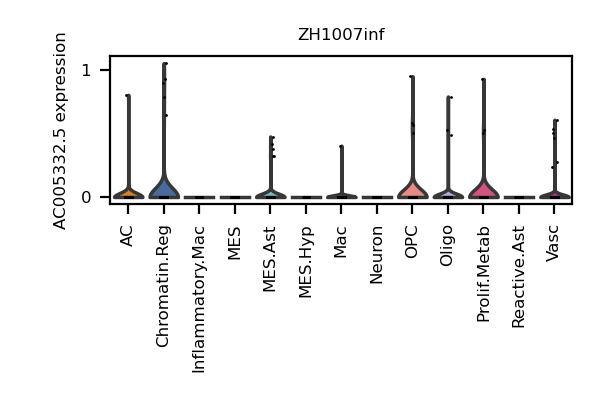 ZH1007inf
AC005332.5 expression
1
0
AC
Chromatin.Reg
Inflammatory.Mac
MES
MES.Ast
MES.Hyp
Mac
Neuron
OPC
Oligo
Prolif.Metab
Reactive.Ast
Vasc